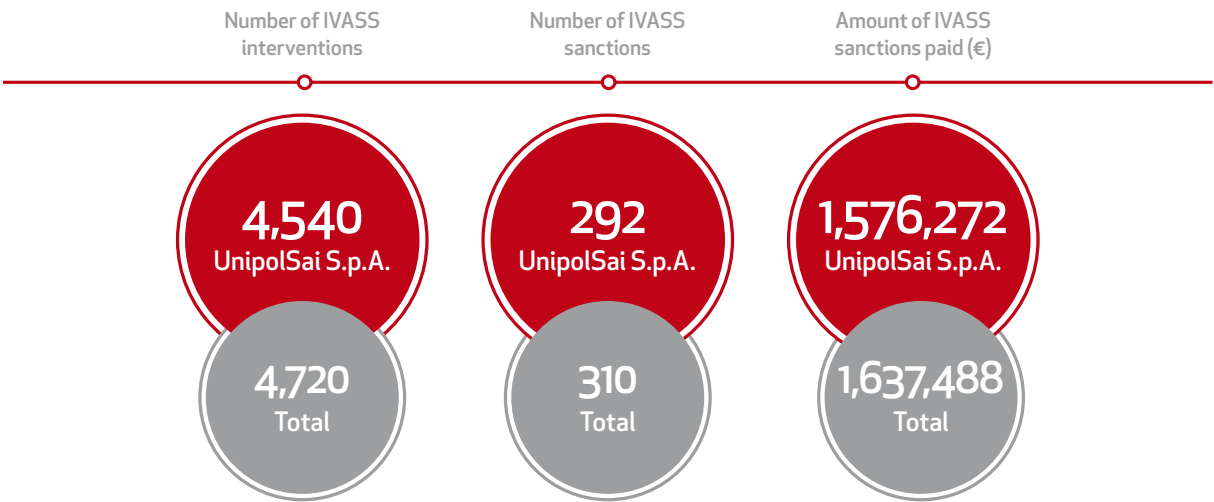 Number of IVASS
interventions
Number of IVASS
sanctions
Amount of IVASS
sanctions paid (€)
4,540
UnipolSai S.p.A.
292
UnipolSai S.p.A.
1,576,272
UnipolSai S.p.A.
4,720
Total
310
Total
1,637,488
Total